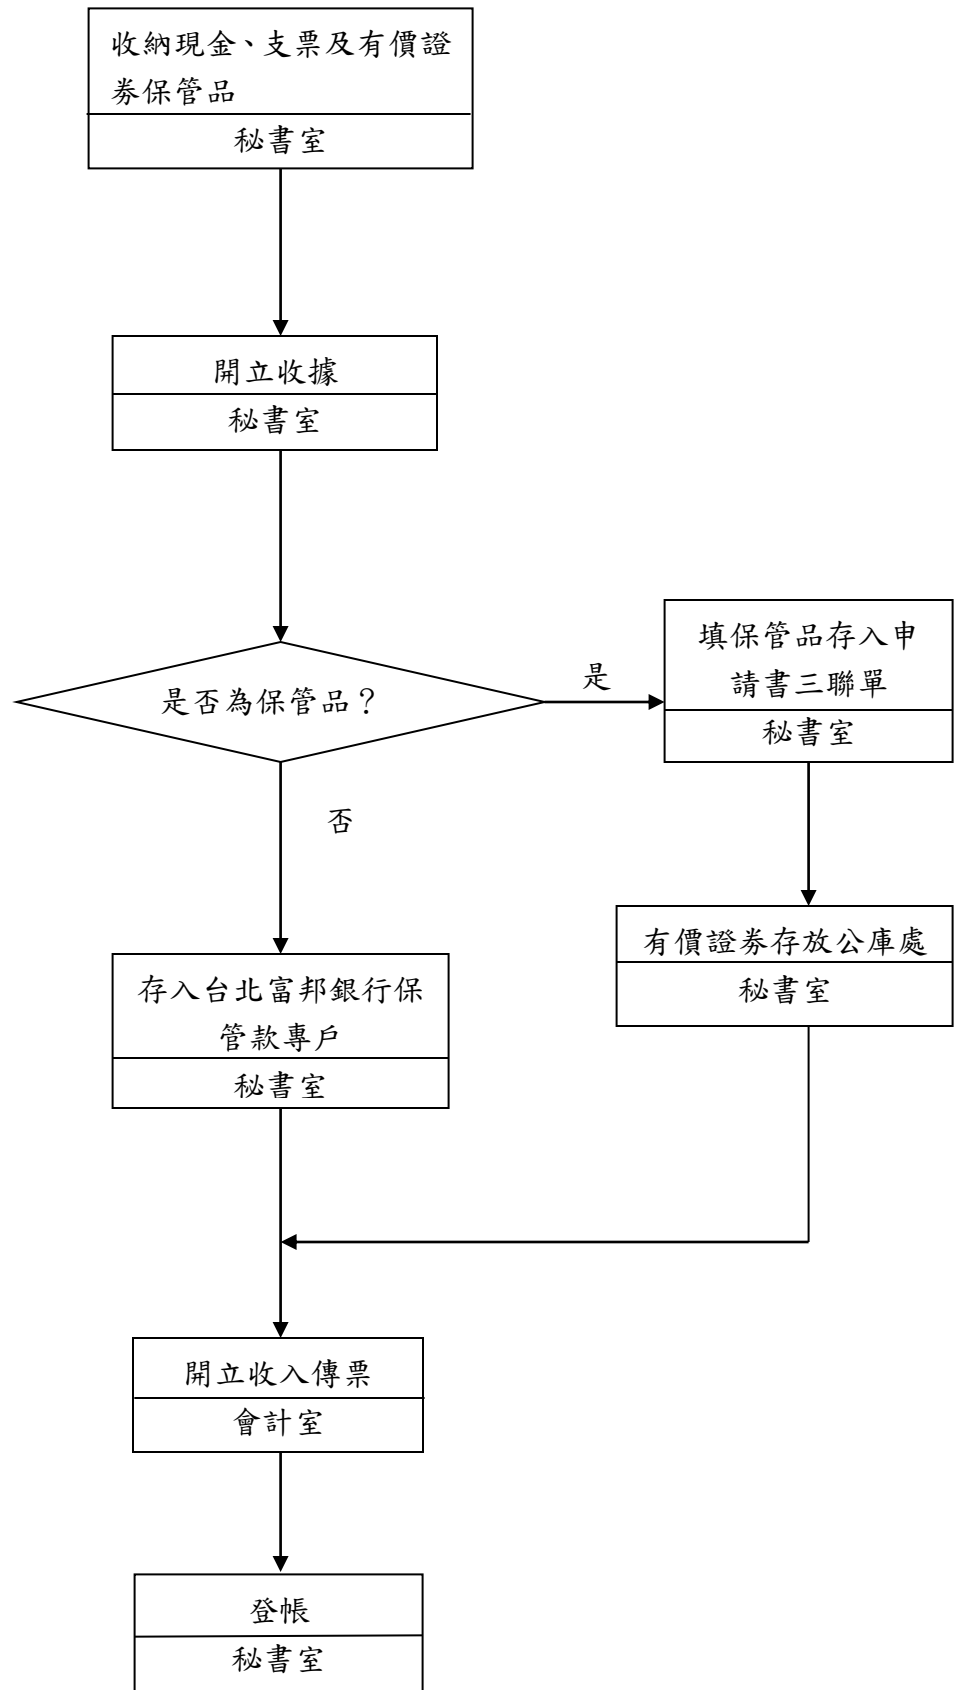 收納現金、支票及有價證
券保管品
秘書室
開立收據
秘書室
是否為保管品？
是
填保管品存入申
請書三聯單
秘書室
否
有價證券存放公庫處
秘書室
存入台北富邦銀行保
管款專戶
秘書室
開立收入傳票
會計室
登帳
秘書室